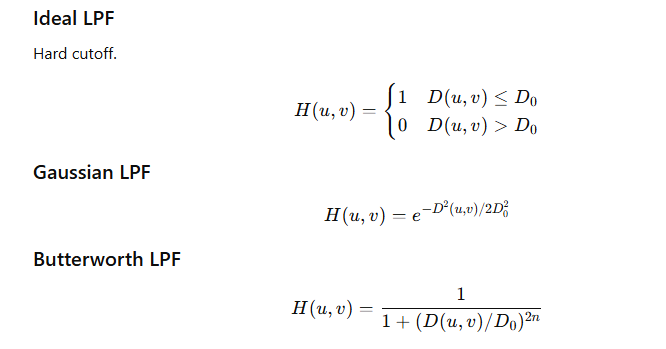 Ideal LPF
Hard cutoff.
H(u, v) = { 1 D(u, v) ≤ D₀
0 D(u, v) > D₀
Gaussian LPF
H(u, v) = e^{−D²(u,v)/2D₀²}
Butterworth LPF
H(u, v) = 1 / (1 + (D(u, v)/D₀)^{2n})